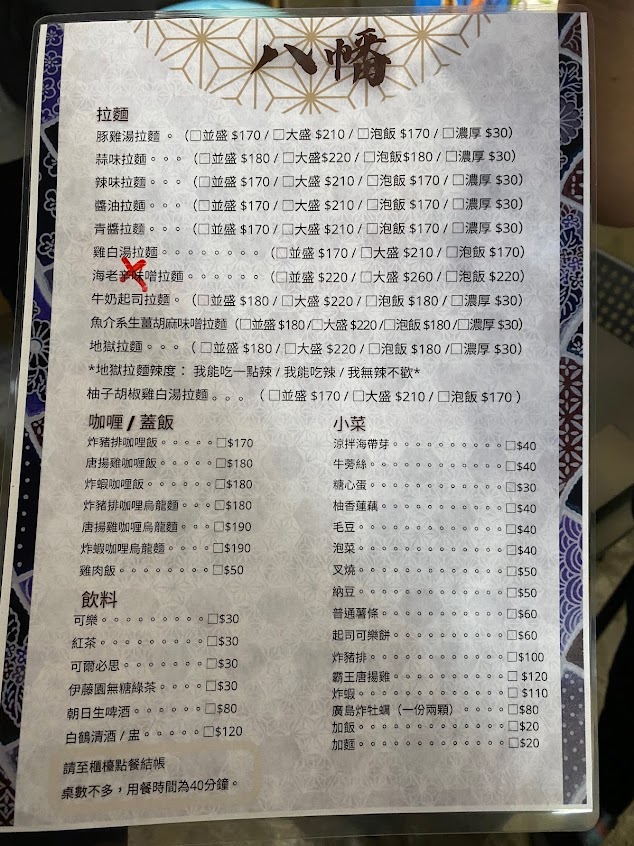 八幡
拉麵
豚雞湯拉麵。（□並盛 $170 / □大盛 $210 / □泡飯 $170 / □濃厚 $30）
蒜味拉麵。。。（□並盛 $180 / □大盛$220 / □泡飯$180 / □濃厚 $30）
辣味拉麵。。。（□並盛 $170 / □大盛 $210 / □泡飯 $170 / □濃厚 $30）
醬油拉麵。。。（□並盛 $170 / □大盛 $210 / □泡飯 $170 / □濃厚 $30）
青醬拉麵。。。（□並盛 $170 / □大盛 $210 / □泡飯 $170 / □濃厚 $30）
雞白湯拉麵。。。。。。。（□並盛 $170 / □大盛 $210 / □泡飯 $170）
海老辛味噌拉麵。。。。。（□並盛 $220 / □大盛 $260 / □泡飯 $220）
牛奶起司拉麵。（□並盛 $180 / □大盛 $220 / □泡飯 $180 / □濃厚 $30）
魚介系生薑胡麻味噌拉麵（□並盛 $180 /□大盛 $220 /□泡飯 $180 /□濃厚 $30）
地獄拉麵。。。（□並盛 $180 / □大盛 $220 / □泡飯 $180 /□濃厚 $30）
*地獄拉麵辣度： 我能吃一點辣 / 我能吃辣 / 我無辣不歡*
柚子胡椒雞白湯拉麵。。。（□並盛 $170 / □大盛 $210 / □泡飯 $170 ）
咖喱 / 蓋飯
炸豬排咖哩飯。。。。。□$170
唐揚雞咖喱飯。。。。。□$180
炸蝦咖哩飯。。。。。。□$180
炸豬排咖哩烏龍麵。。。□$180
唐揚雞咖哩烏龍麵。。。□$190
炸蝦咖哩烏龍麵。。。。□$190
雞肉飯。。。。。。。。□$50
飲料
可樂。。。。。。。。。□$30
紅茶。。。。。。。。。□$30
可爾必思。。。。。。。□$30
伊藤園無糖綠茶。。。。□$30
朝日生啤酒。。。。。。□$80
白鶴清酒 / 盅。。。。。□$120
請至櫃檯點餐結帳
桌數不多，用餐時間為40分鐘。
小菜
涼拌海帶芽。。。。。。。。。。□$40
牛蒡絲。。。。。。。。。。。。□$40
糖心蛋。。。。。。。。。。。。□$30
柚香蓮藕。。。。。。。。。。。□$40
毛豆。。。。。。。。。。。。。□$40
泡菜。。。。。。。。。。。。。□$40
叉燒。。。。。。。。。。。。。□$50
納豆。。。。。。。。。。。。。□$50
普通薯條。。。。。。。。。。。□$60
起司可樂餅。。。。。。。。。。□$60
炸豬排。。。。。。。。。。。。□$100
霸王唐揚雞。。。。。。。。。。□ $120
炸蝦。。。。。。。。。。。。。□ $110
廣島炸牡蠣（一份兩顆）。。。。□$80
加飯。。。。。。。。。。。。。□$20
加麵。。。。。。。。。。。。。□$20